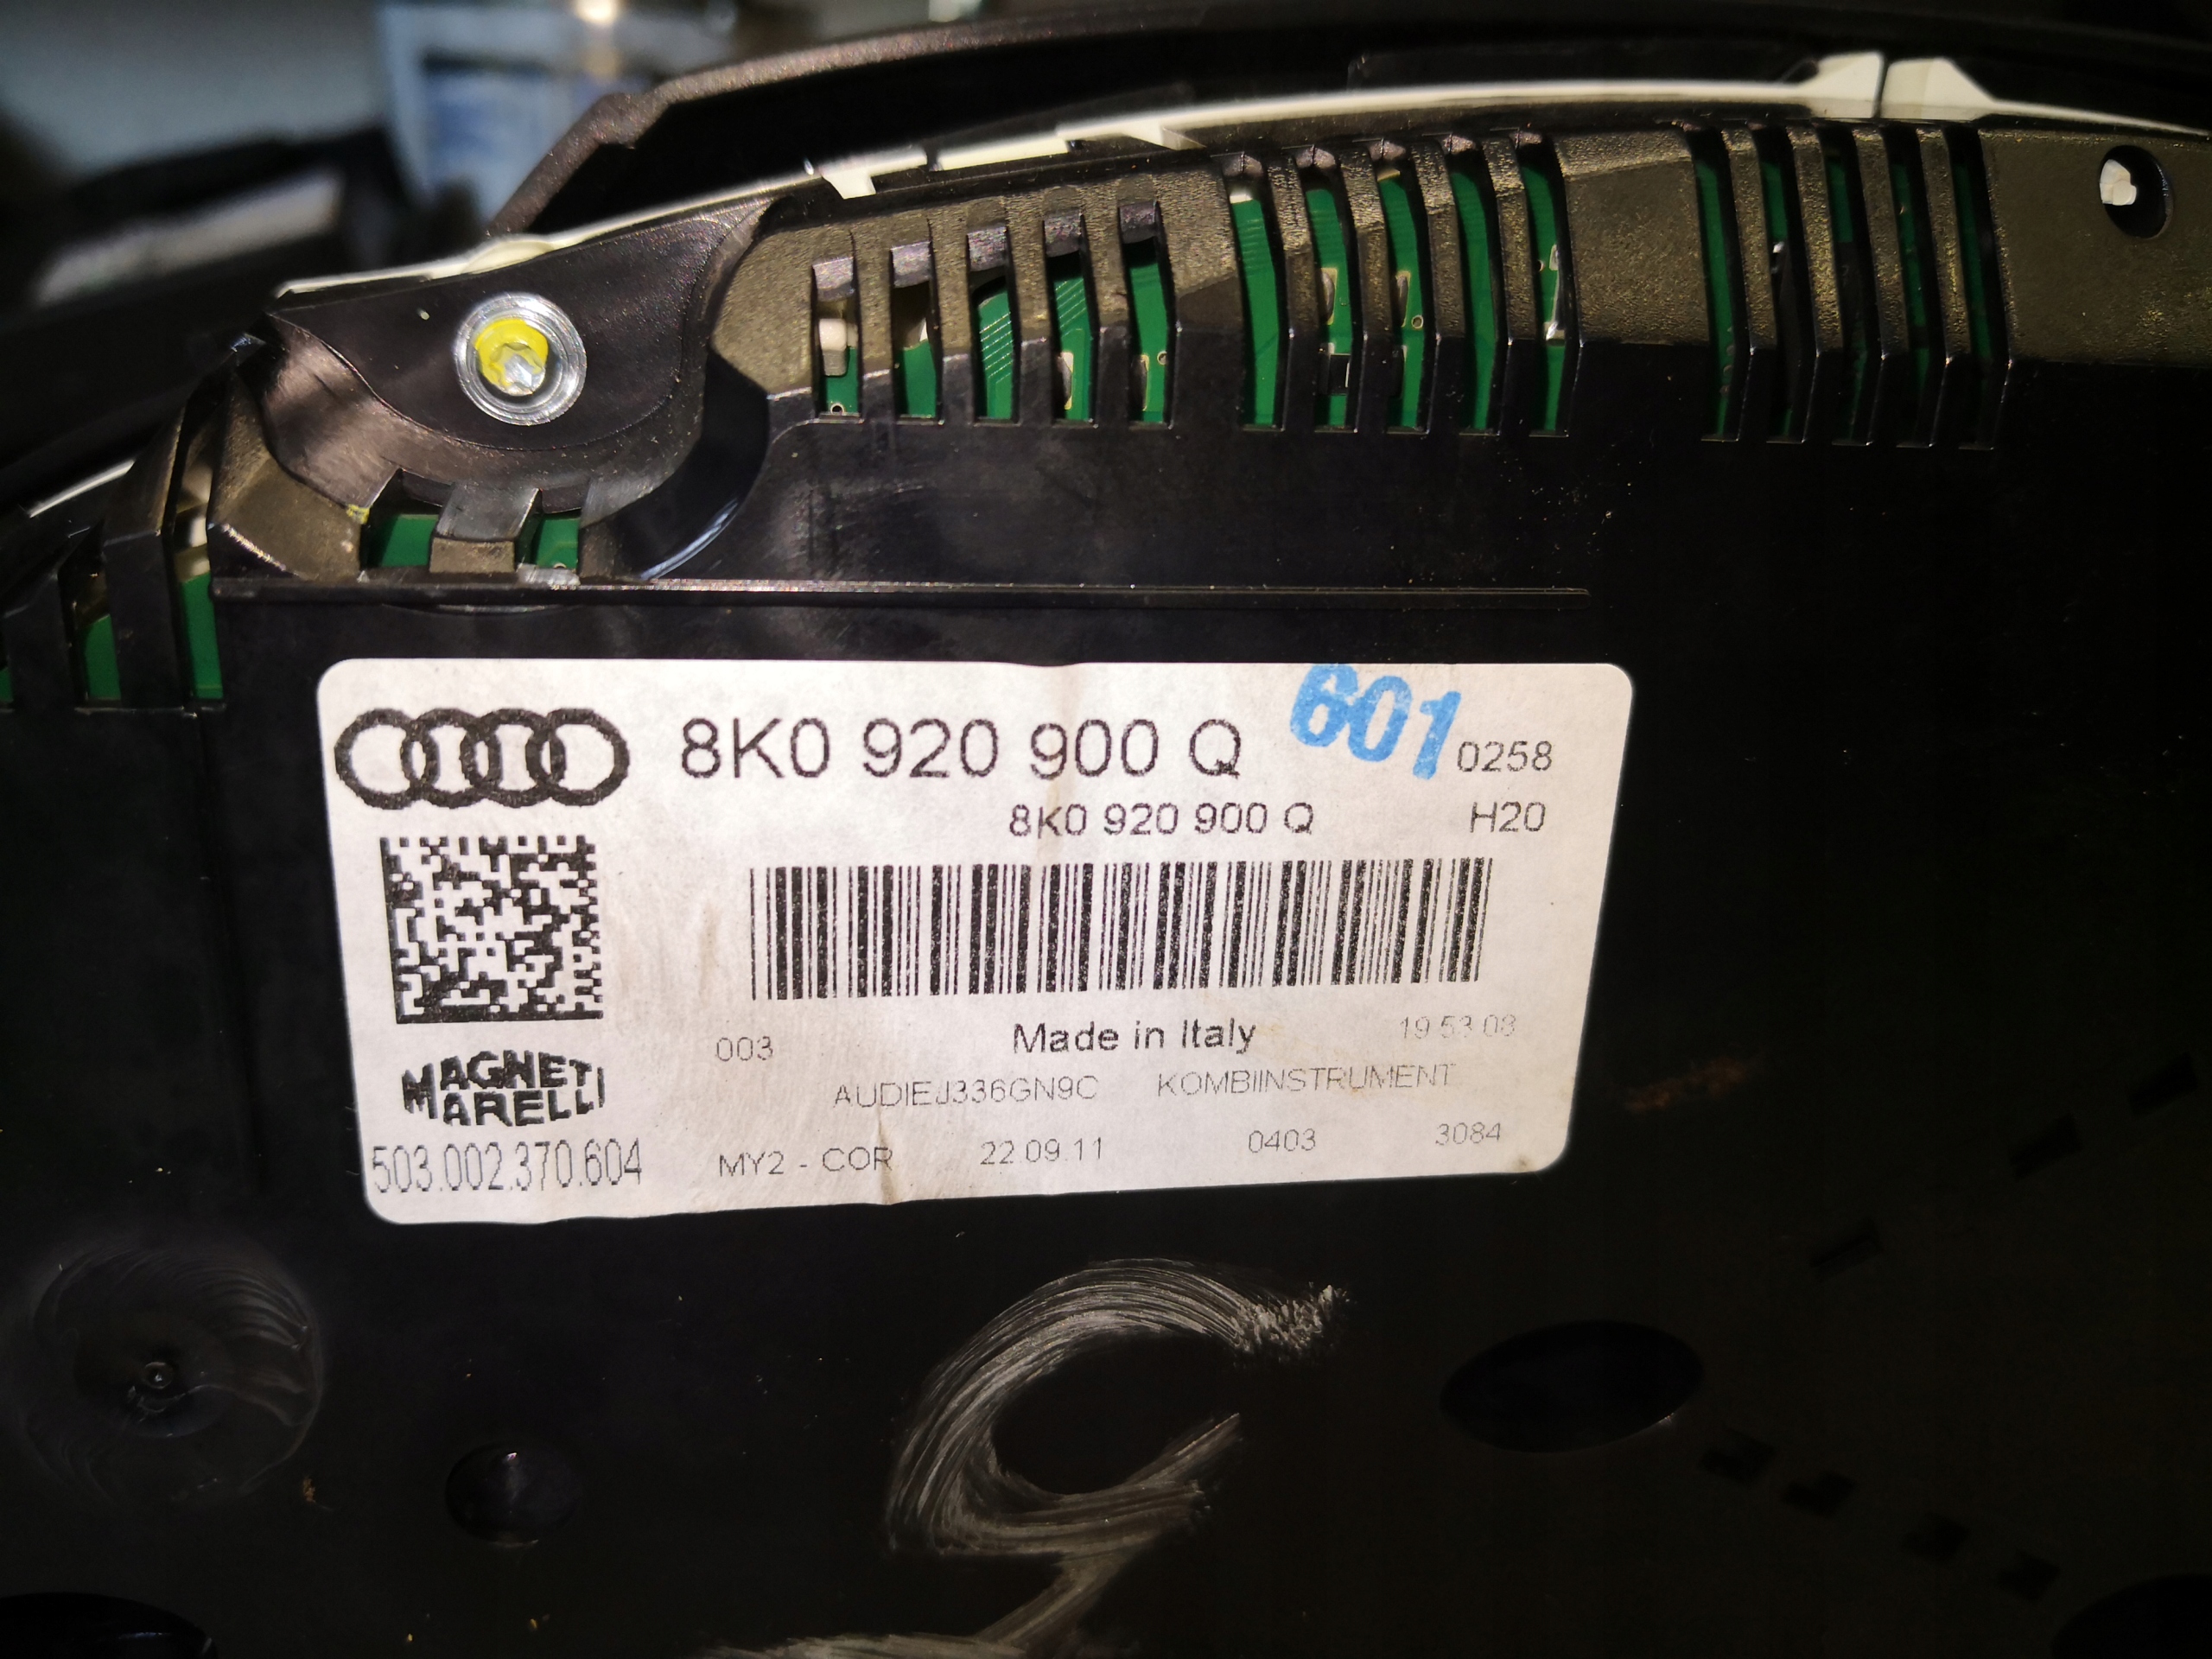 8K0 920 900 Q
601
0258
8K0 920 900 Q
H20
003
Made in Italy
19 53 08
AUDIEJ336GN9C
KOMBIINSTRUMENT
MAGNETI
MARELLI
503.002.370.604
MY2 - COR
22.09.11
0403
3084